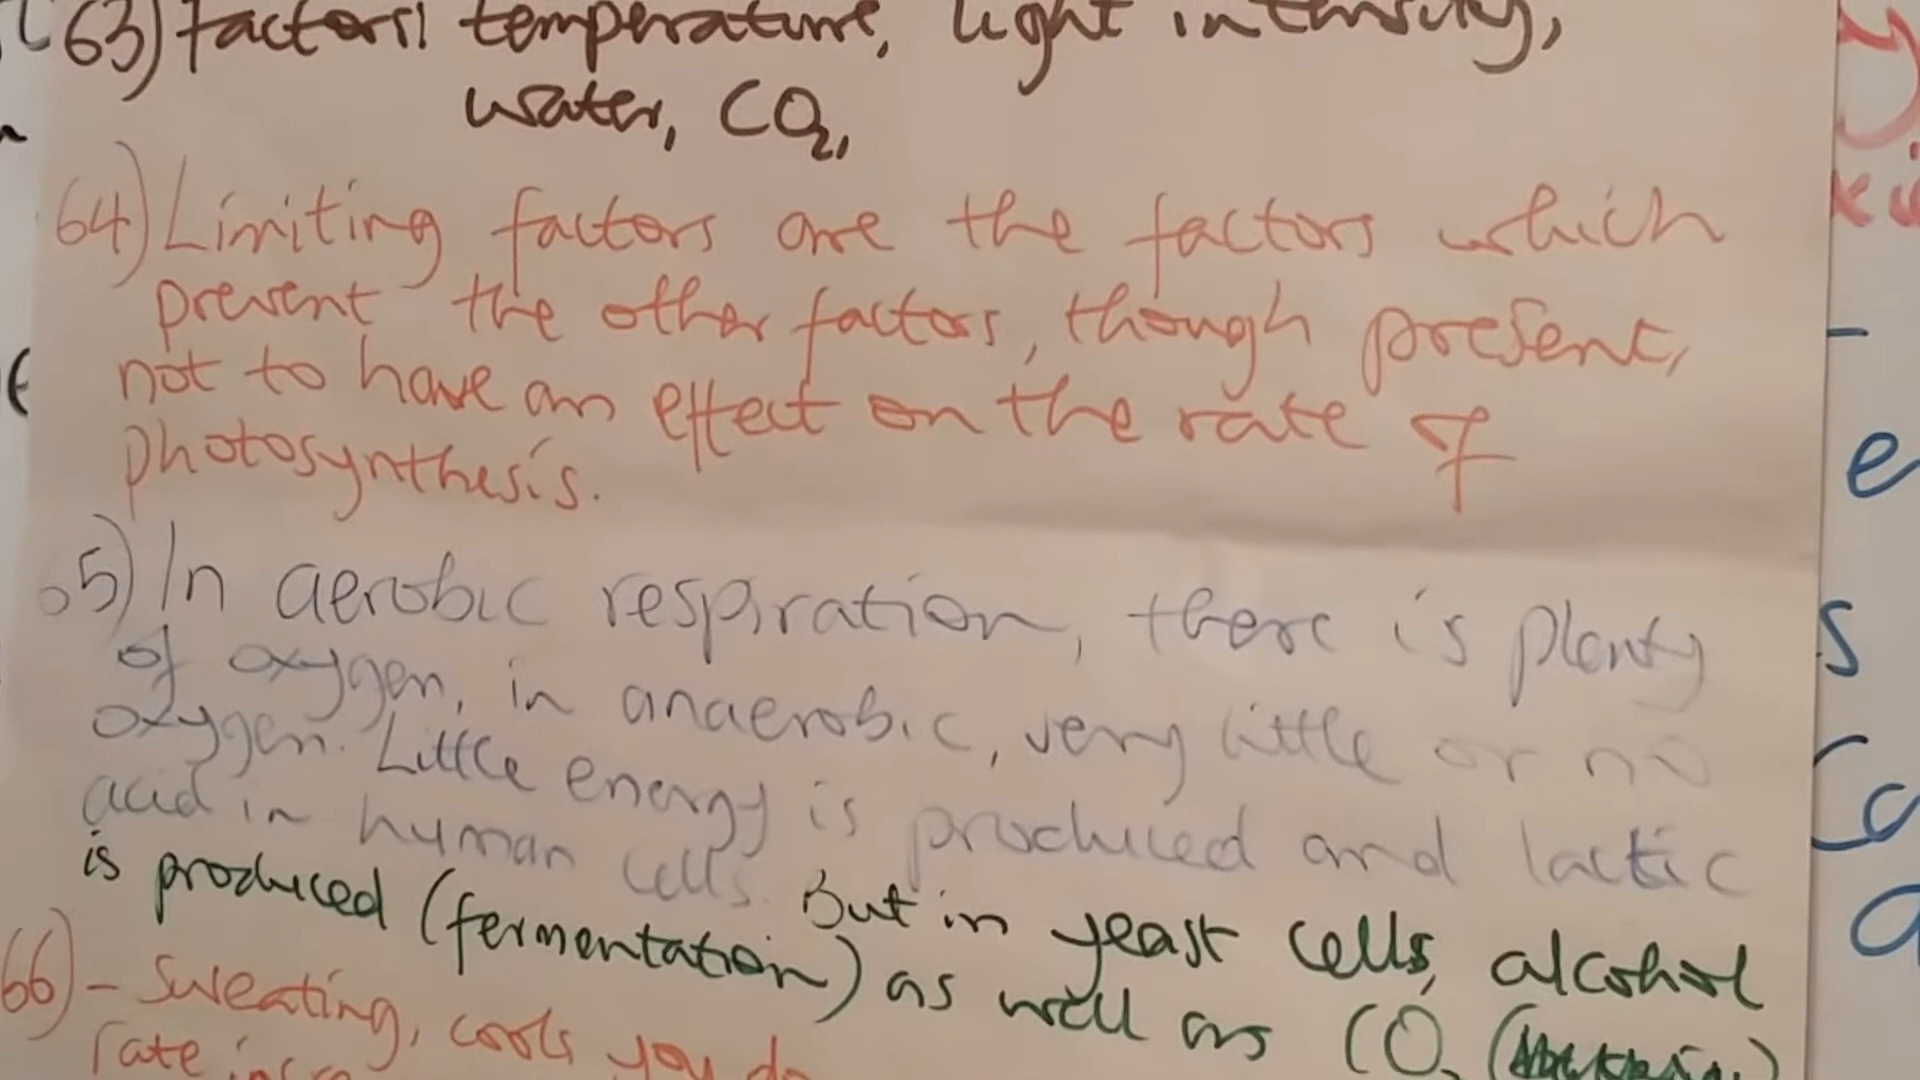 63) factors: temperature, light intensity,
water, CO2,
64) Limiting factors are the factors which
prevent the other factors, though present,
not to have an effect on the rate of
photosynthesis.
65) In aerobic respiration, there is plenty
of oxygen, in anaerobic, very little or no
oxygen. Little energy is produced and lactic
acid in human cells. But in yeast cells, alcohol
is produced (fermentation) as well as CO2
66) - Sweating, cools you do
rate